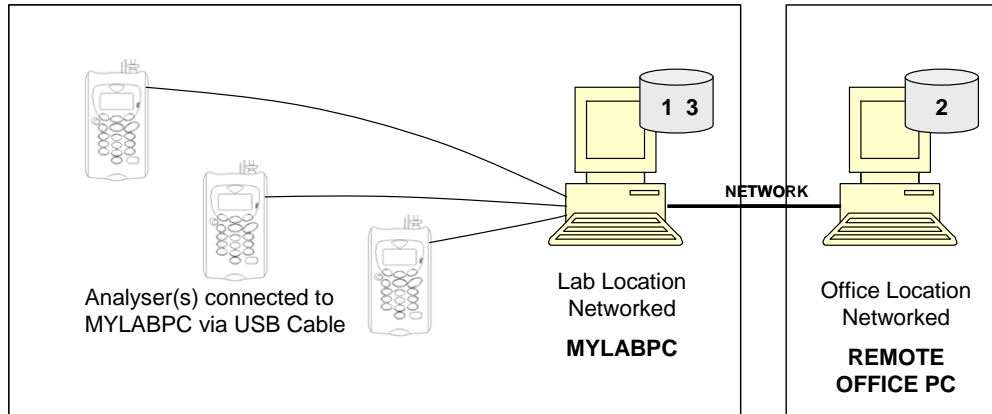 1 3
2
NETWORK
Analyser(s) connected to
MYLABPC via USB Cable
Lab Location
Networked
MYLABPC
Office Location
Networked
REMOTE
OFFICE PC